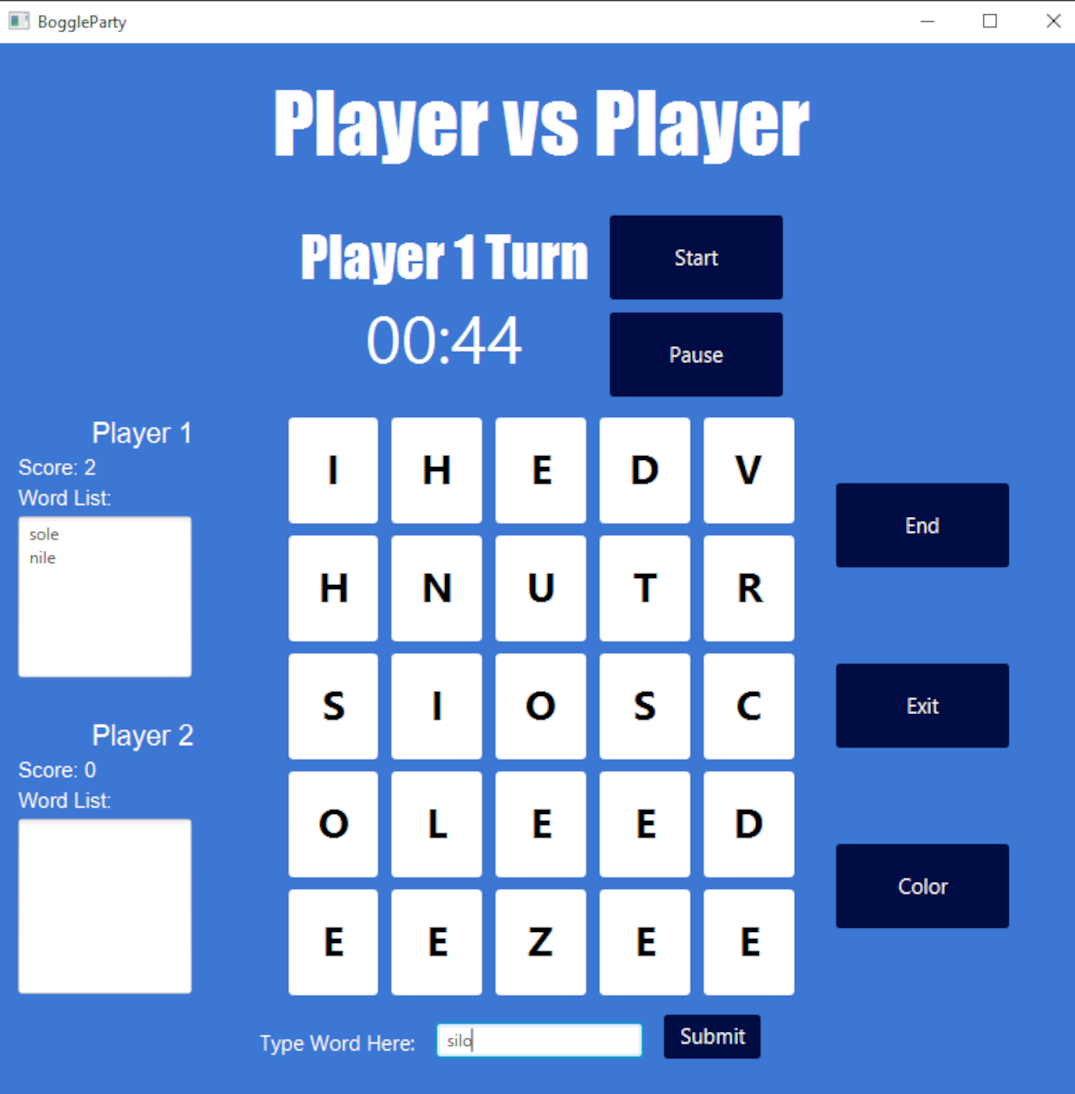 BoggleParty
Player vs Player
Player 1 Turn
Start
00:44
Pause
Player 1
Score: 2
Word List:
sole
nile
Player 2
Score: 0
Word List:
I H E D V
H N U T R
S I O S C
O L E E D
E E Z E E
End
Exit
Color
Type Word Here:
silo
Submit